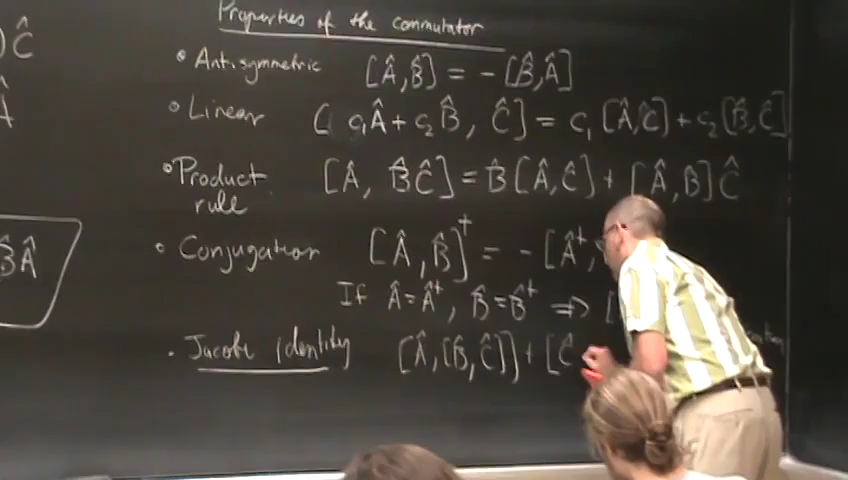 Properties of the commutator
) Ĉ
• Antisymmetric [Â,B̂] = - [B̂,Â]
• Linear [ c₁Â + c₂B̂, Ĉ] = c₁[Â,Ĉ] + c₂[B̂,Ĉ]
Â
• Product rule [Â, B̂Ĉ] = B̂[Â,Ĉ] + [Â,B]Ĉ
• Conjugation [Â,B̂]⁺ = - [Â⁺,
B̂Â
If Â=Â⁺, B̂=B̂⁺ ⇒ [
• Jacobi Identity [Â,[B̂,Ĉ]] + [Ĉ